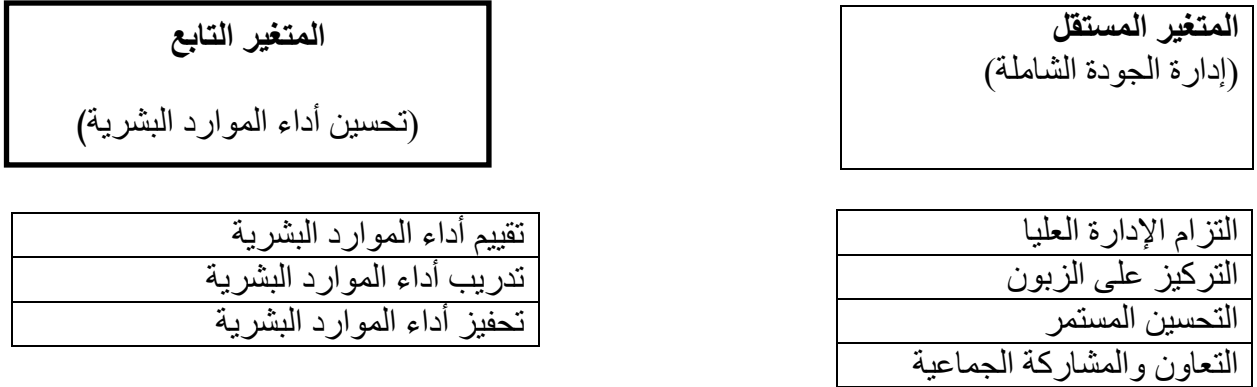 المتغير المستقل
(إدارة الجودة الشاملة)
المتغير التابع
(تحسين أداء الموارد البشرية)
التزام الإدارة العليا
التركيز على الزبون
التحسين المستمر
التعاون والمشاركة الجماعية
تقييم أداء الموارد البشرية
تدريب أداء الموارد البشرية
تحفيز أداء الموارد البشرية